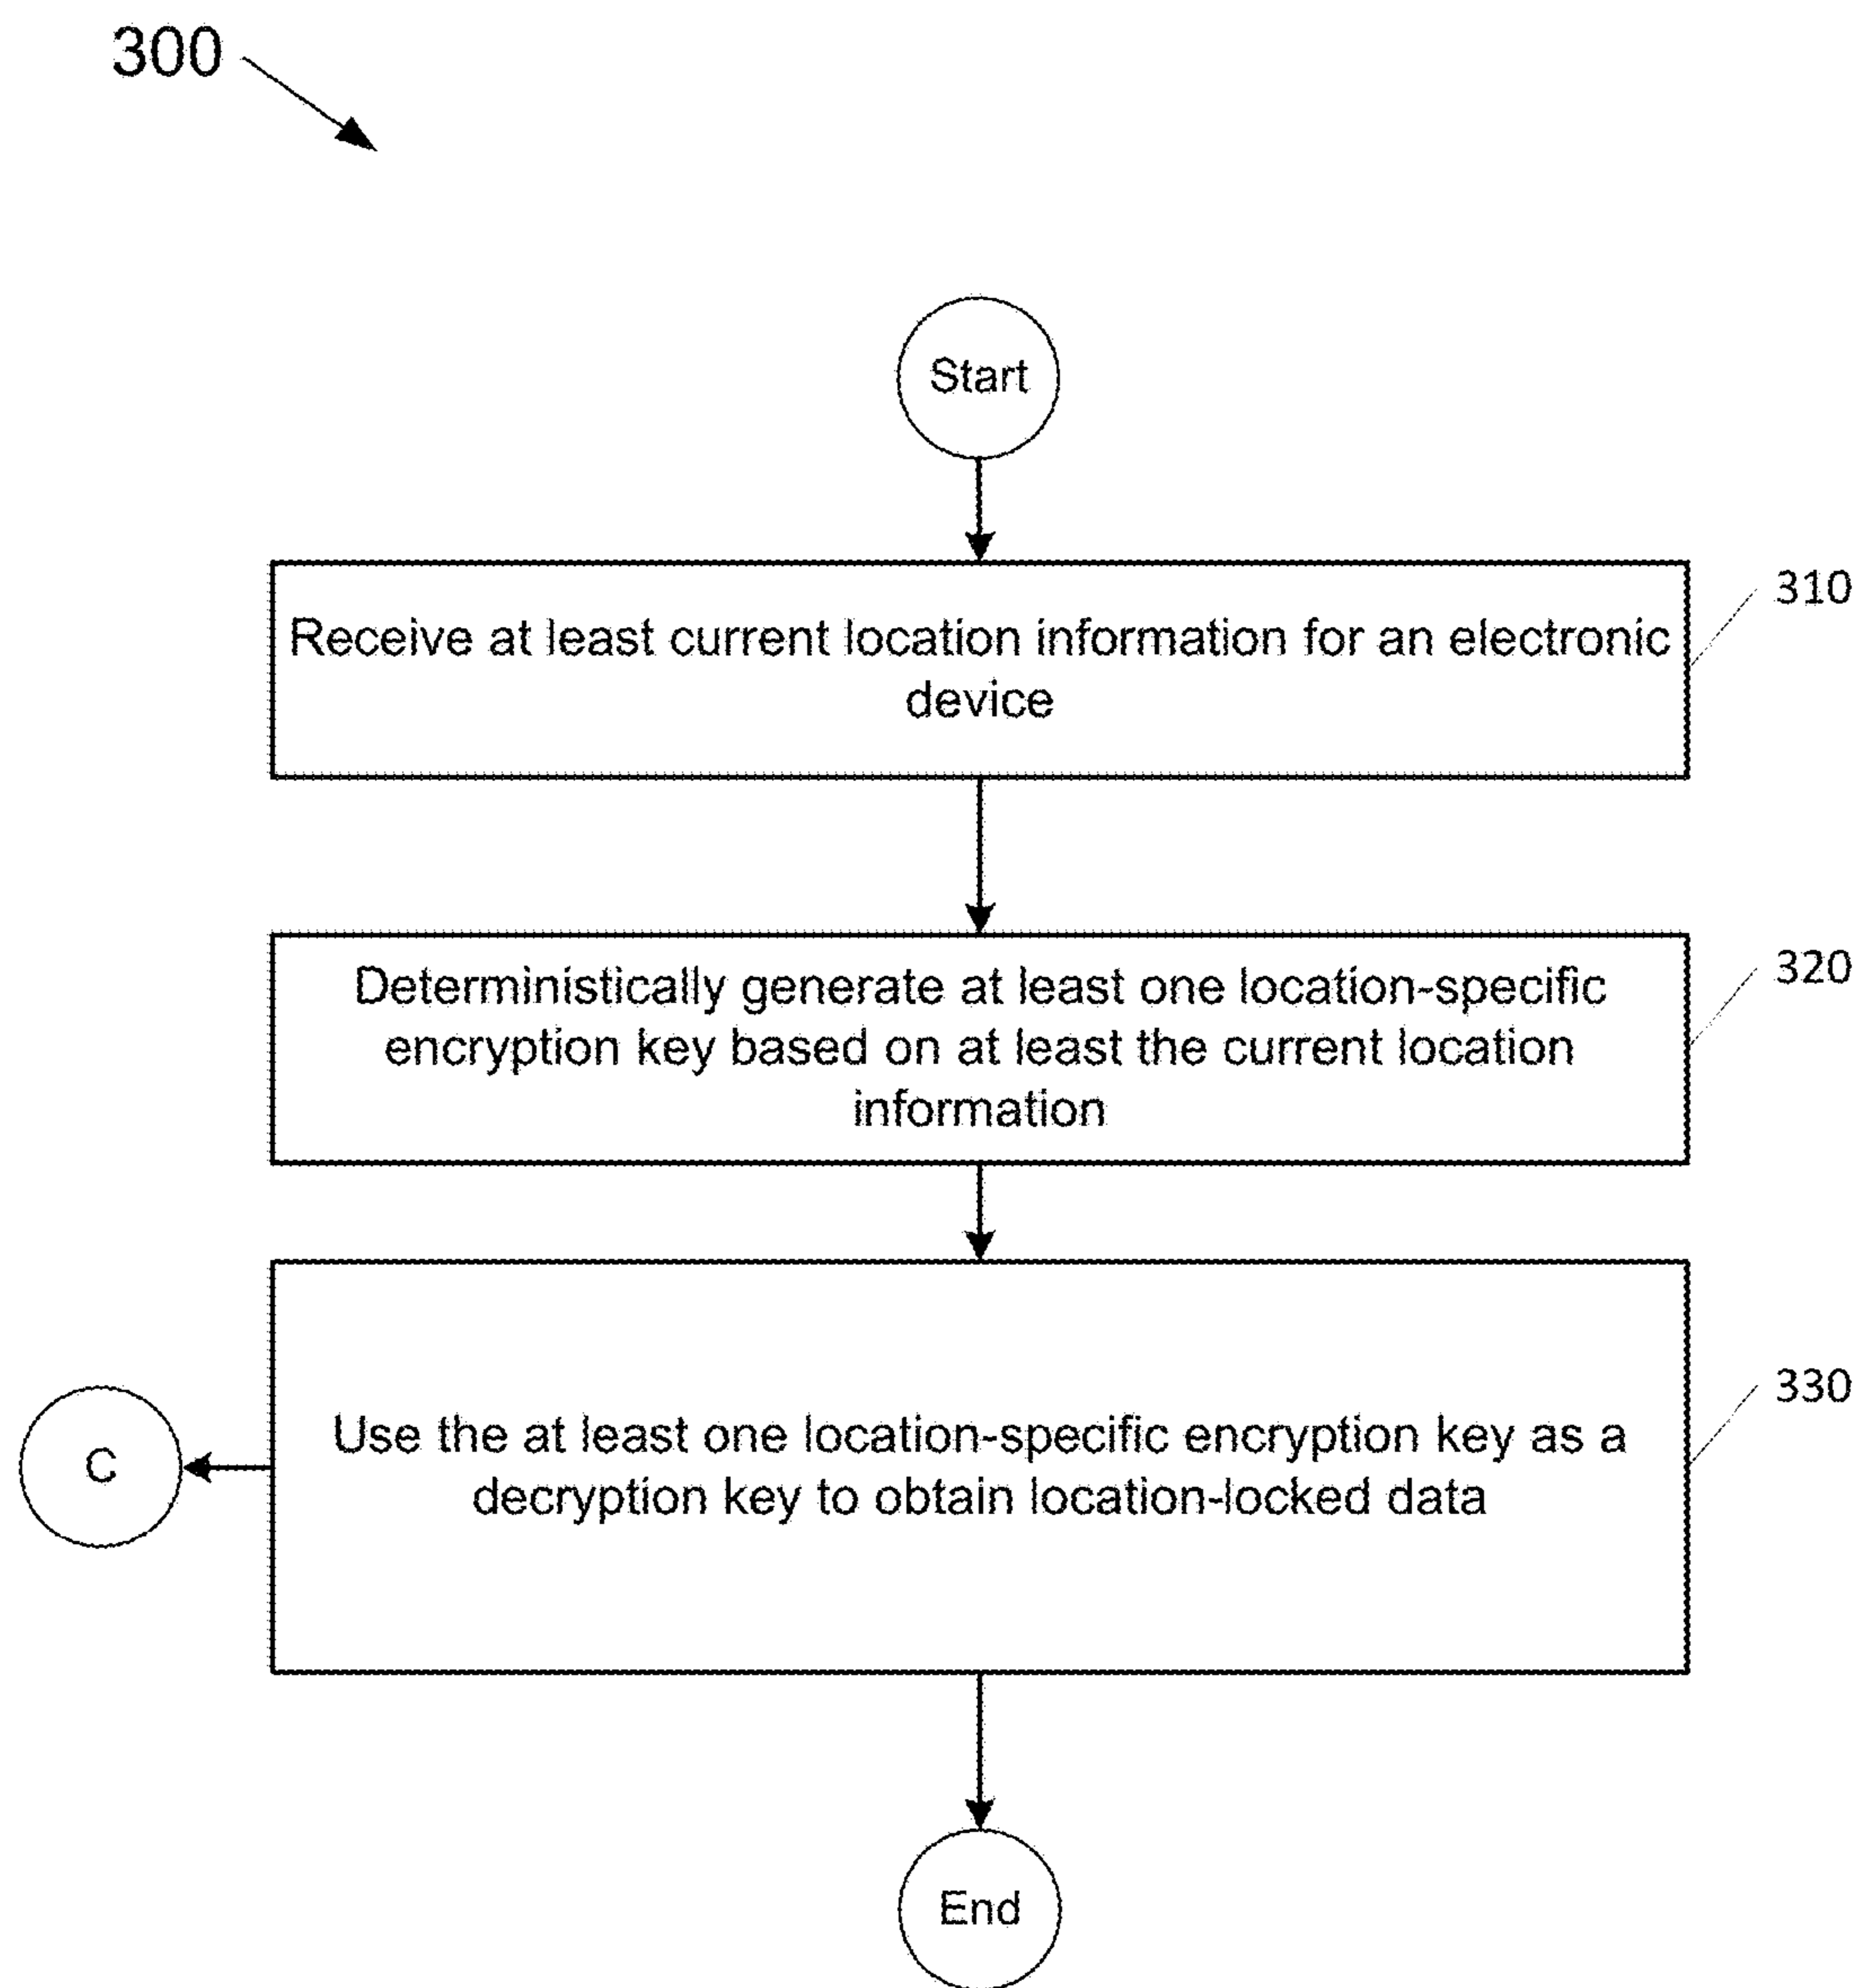 300
Start
Receive at least current location information for an electronic
device
310
Deterministically generate at least one location-specific
encryption key based on at least the current location
information
320
Use the at least one location-specific encryption key as a
decryption key to obtain location-locked data
330
C
End